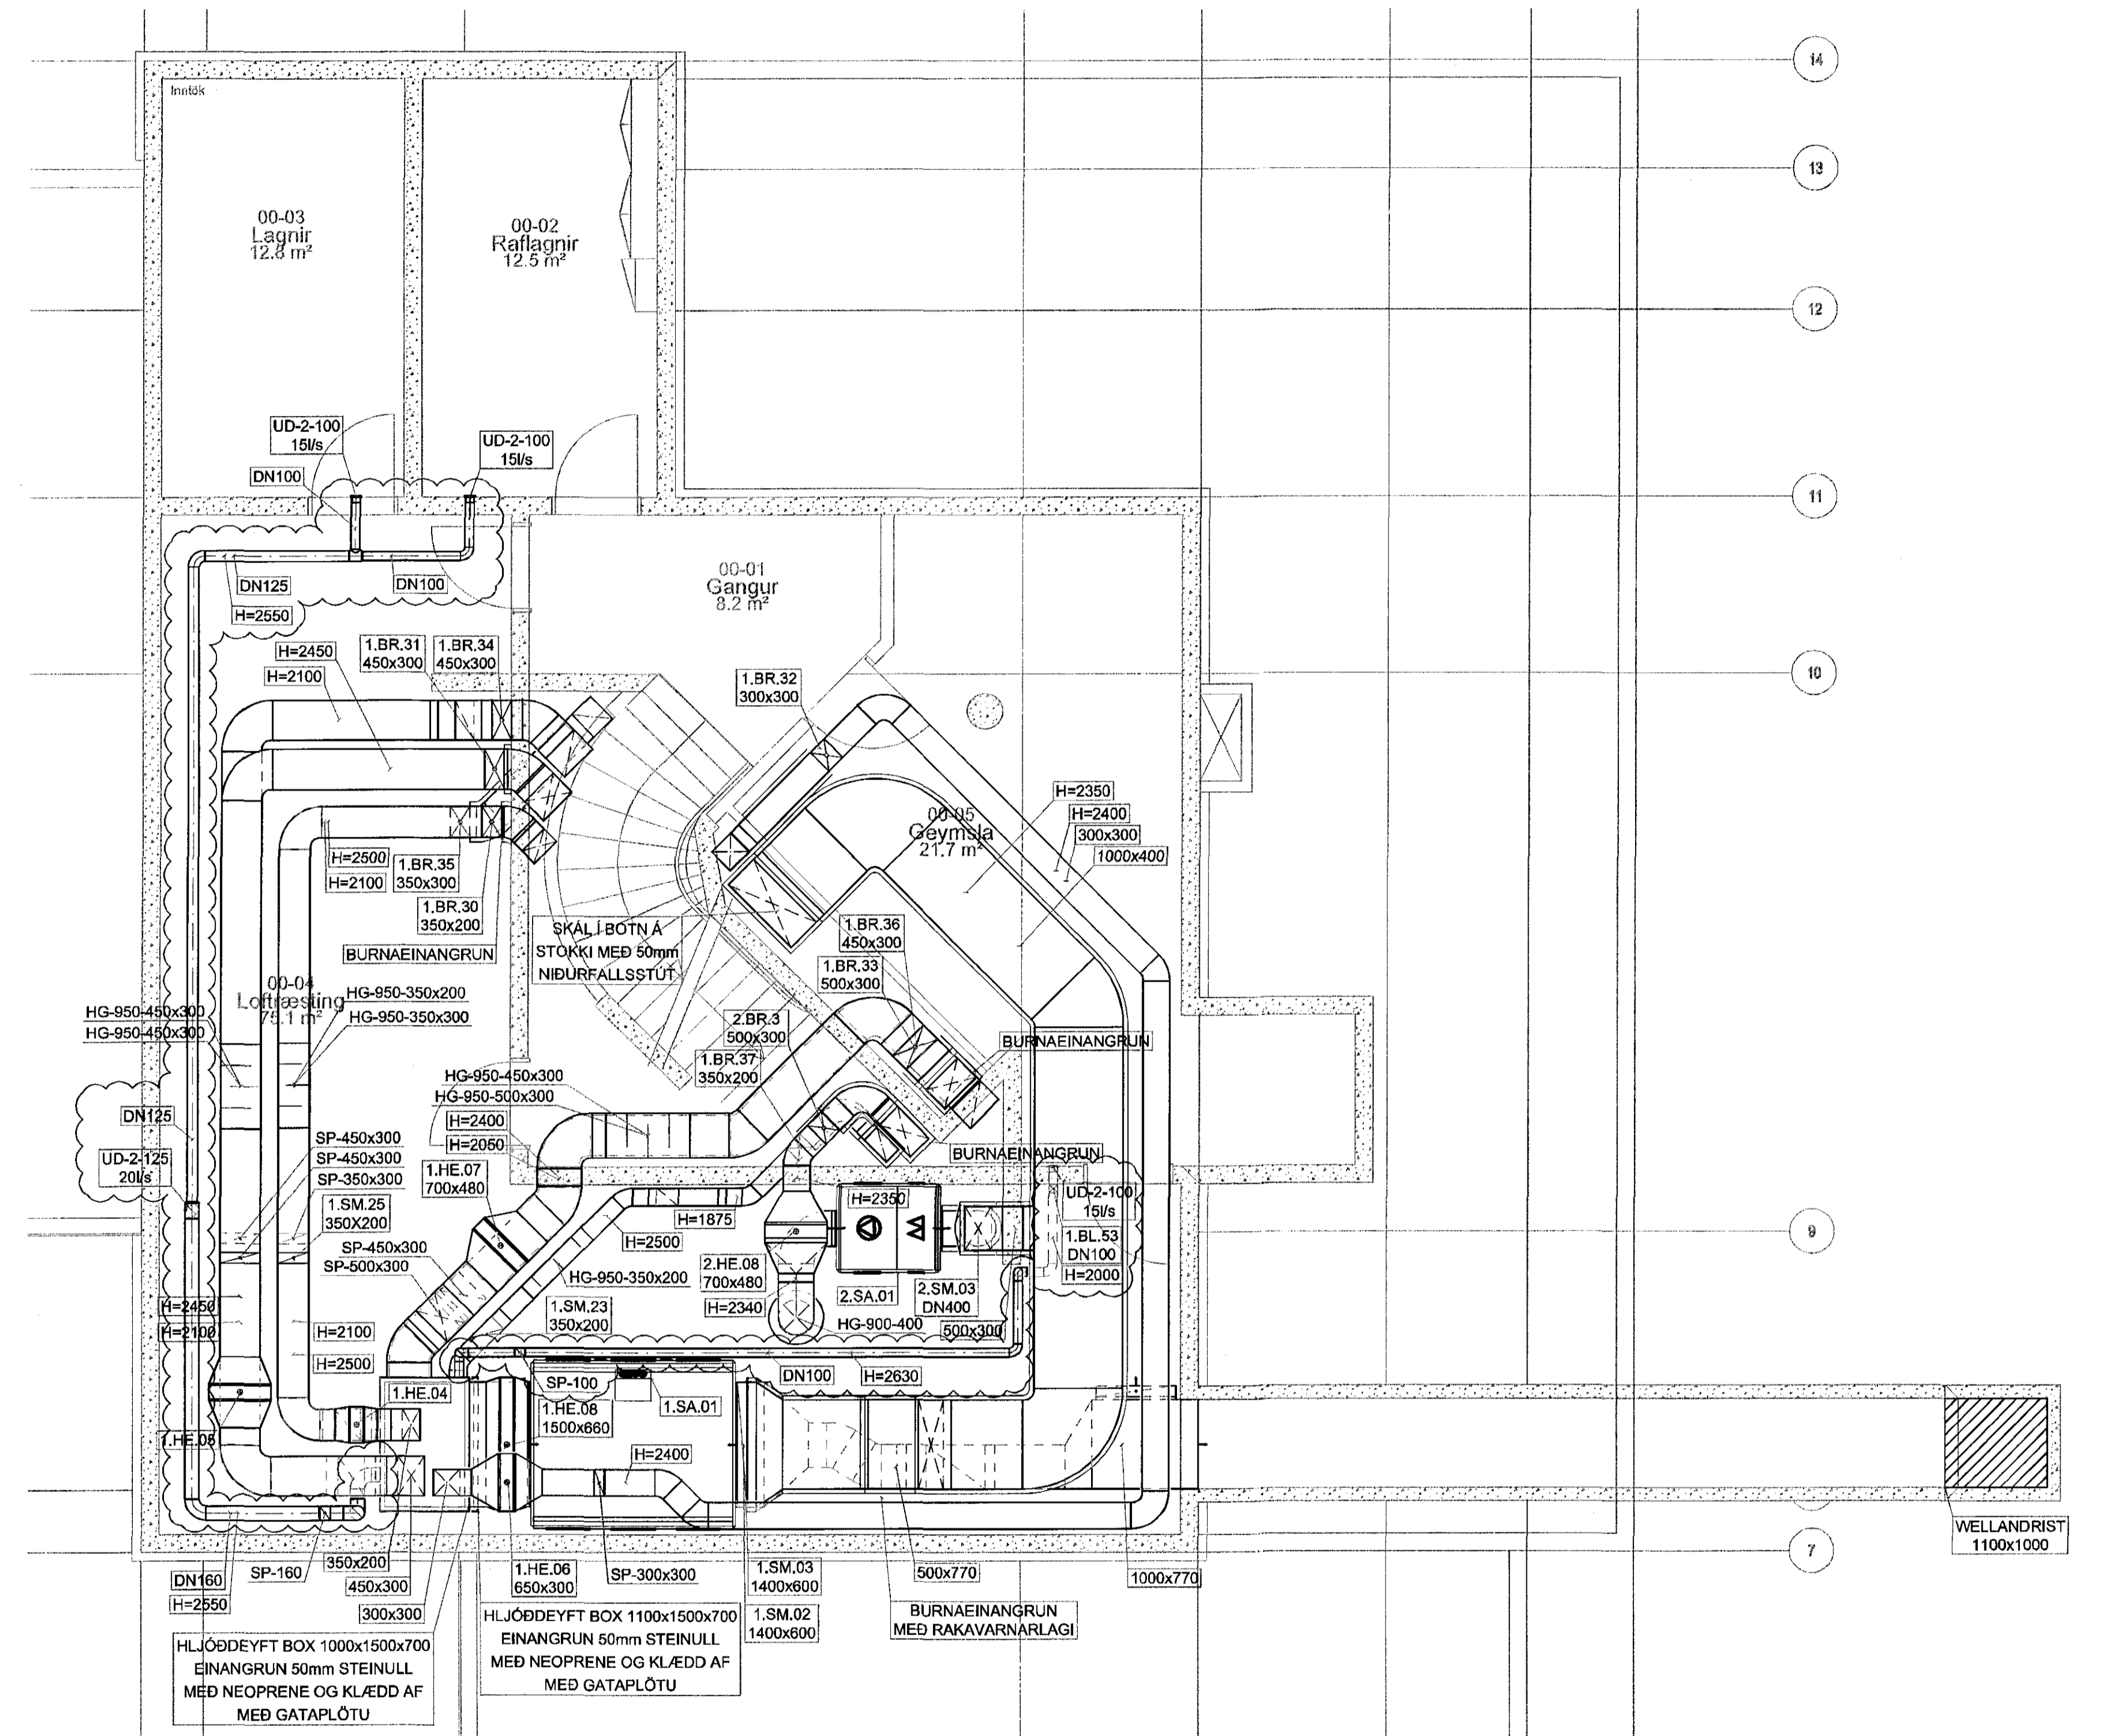 14
Inntök
13
00-03
Lagnir
12.8 m²
00-02
Raflagnir
12.5 m²
12
UD-2-100
15l/s
UD-2-100
15l/s
DN100
11
DN125
DN100
H=2550
00-01
Gangur
8.2 m²
H=2450
H=2100
1.BR.31
450x300
1.BR.34
450x300
1.BR.32
300x300
10
H=2350
H=2400
300x300
1000x400
00-05
Geymsla
21.7 m²
H=2500
H=2100
1.BR.35
350x300
1.BR.30
350x200
BURNAEINANGRUN
SKÁL Í BOTN Á
STOKKI MEÐ 50mm
NIÐURFALLSSTÚT
1.BR.36
450x300
1.BR.33
500x300
00-04
Loftræsting
75.1 m²
HG-950-350x200
HG-950-350x300
HG-950-450x300
HG-950-450x300
2.BR.3
500x300
1.BR.37
350x200
BURNAEINANGRUN
HG-950-450x300
HG-950-500x300
H=2400
H=2050
DN125
UD-2-125
20l/s
SP-450x300
SP-450x300
SP-350x300
1.SM.25
350X200
1.HE.07
700x480
BURNAEINANGRUN
H=2350
UD-2-100
15l/s
1.BL.53
DN100
H=2000
9
H=1875
H=2500
SP-450x300
SP-500x300
HG-950-350x200
2.HE.08
700x480
H=2340
2.SA.01
2.SM.03
DN400
HG-900-400
500x300
H=2450
H=2100
H=2100
H=2500
1.SM.23
350x200
DN100
H=2630
SP-100
1.HE.04
1.HE.08
1500x660
1.SA.01
1.HE.05
H=2400
DN160
H=2550
SP-160
350x200
450x300
300x300
1.HE.06
650x300
SP-300x300
1.SM.03
1400x600
1.SM.02
1400x600
500x770
1000x770
WELLANDRIST
1100x1000
7
BURNAEINANGRUN
MEÐ RAKAVARNARLAGI
HLJÓÐDEYFT BOX 1100x1500x700
EINANGRUN 50mm STEINULL
MEÐ NEOPRENE OG KLÆDD AF
MEÐ GATAPLÖTU
HLJÓÐDEYFT BOX 1000x1500x700
EINANGRUN 50mm STEINULL
MEÐ NEOPRENE OG KLÆDD AF
MEÐ GATAPLÖTU